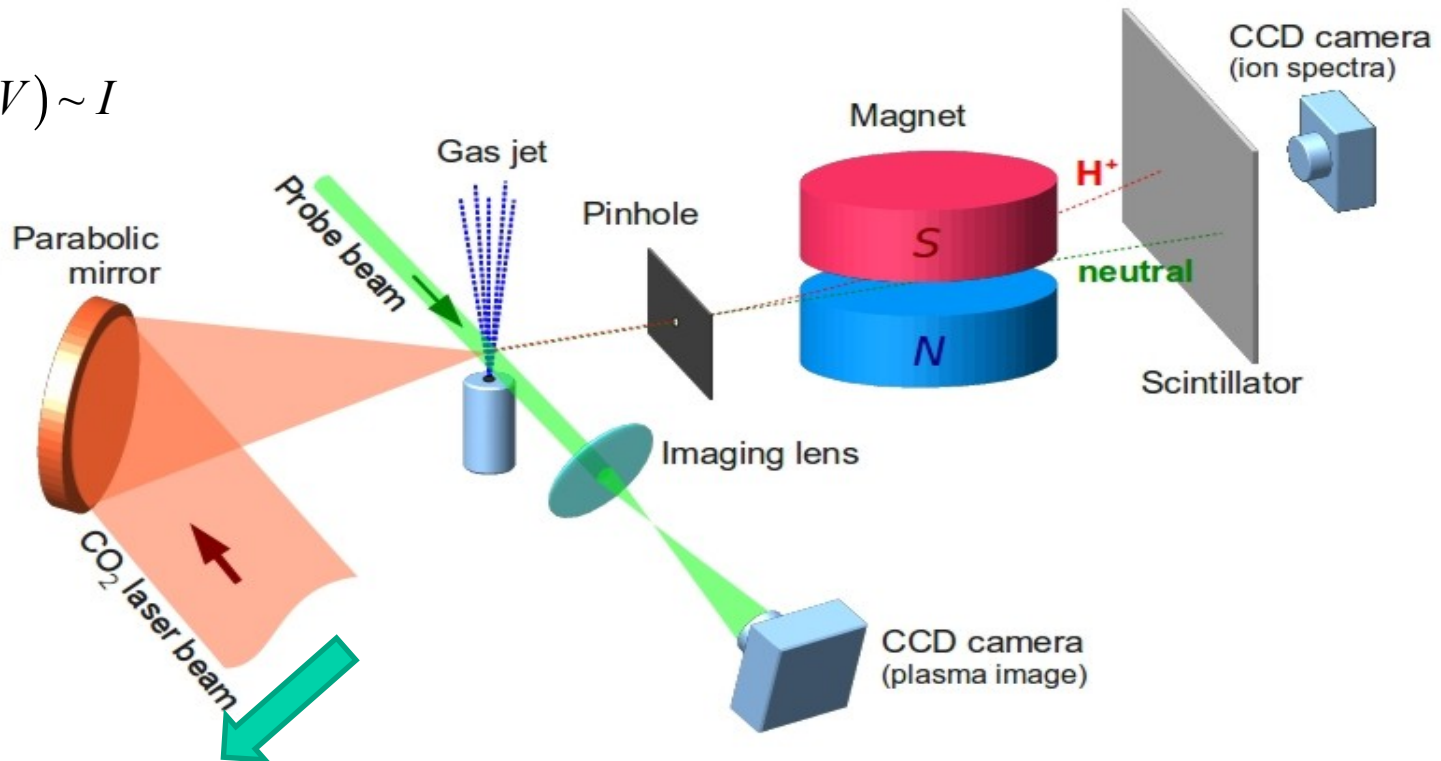 V) ~ I
CCD camera
(ion spectra)
Magnet
Gas jet
H⁺
Probe beam
Pinhole
Parabolic
mirror
S
neutral
N
Scintillator
Imaging lens
CO₂ laser beam
CCD camera
(plasma image)